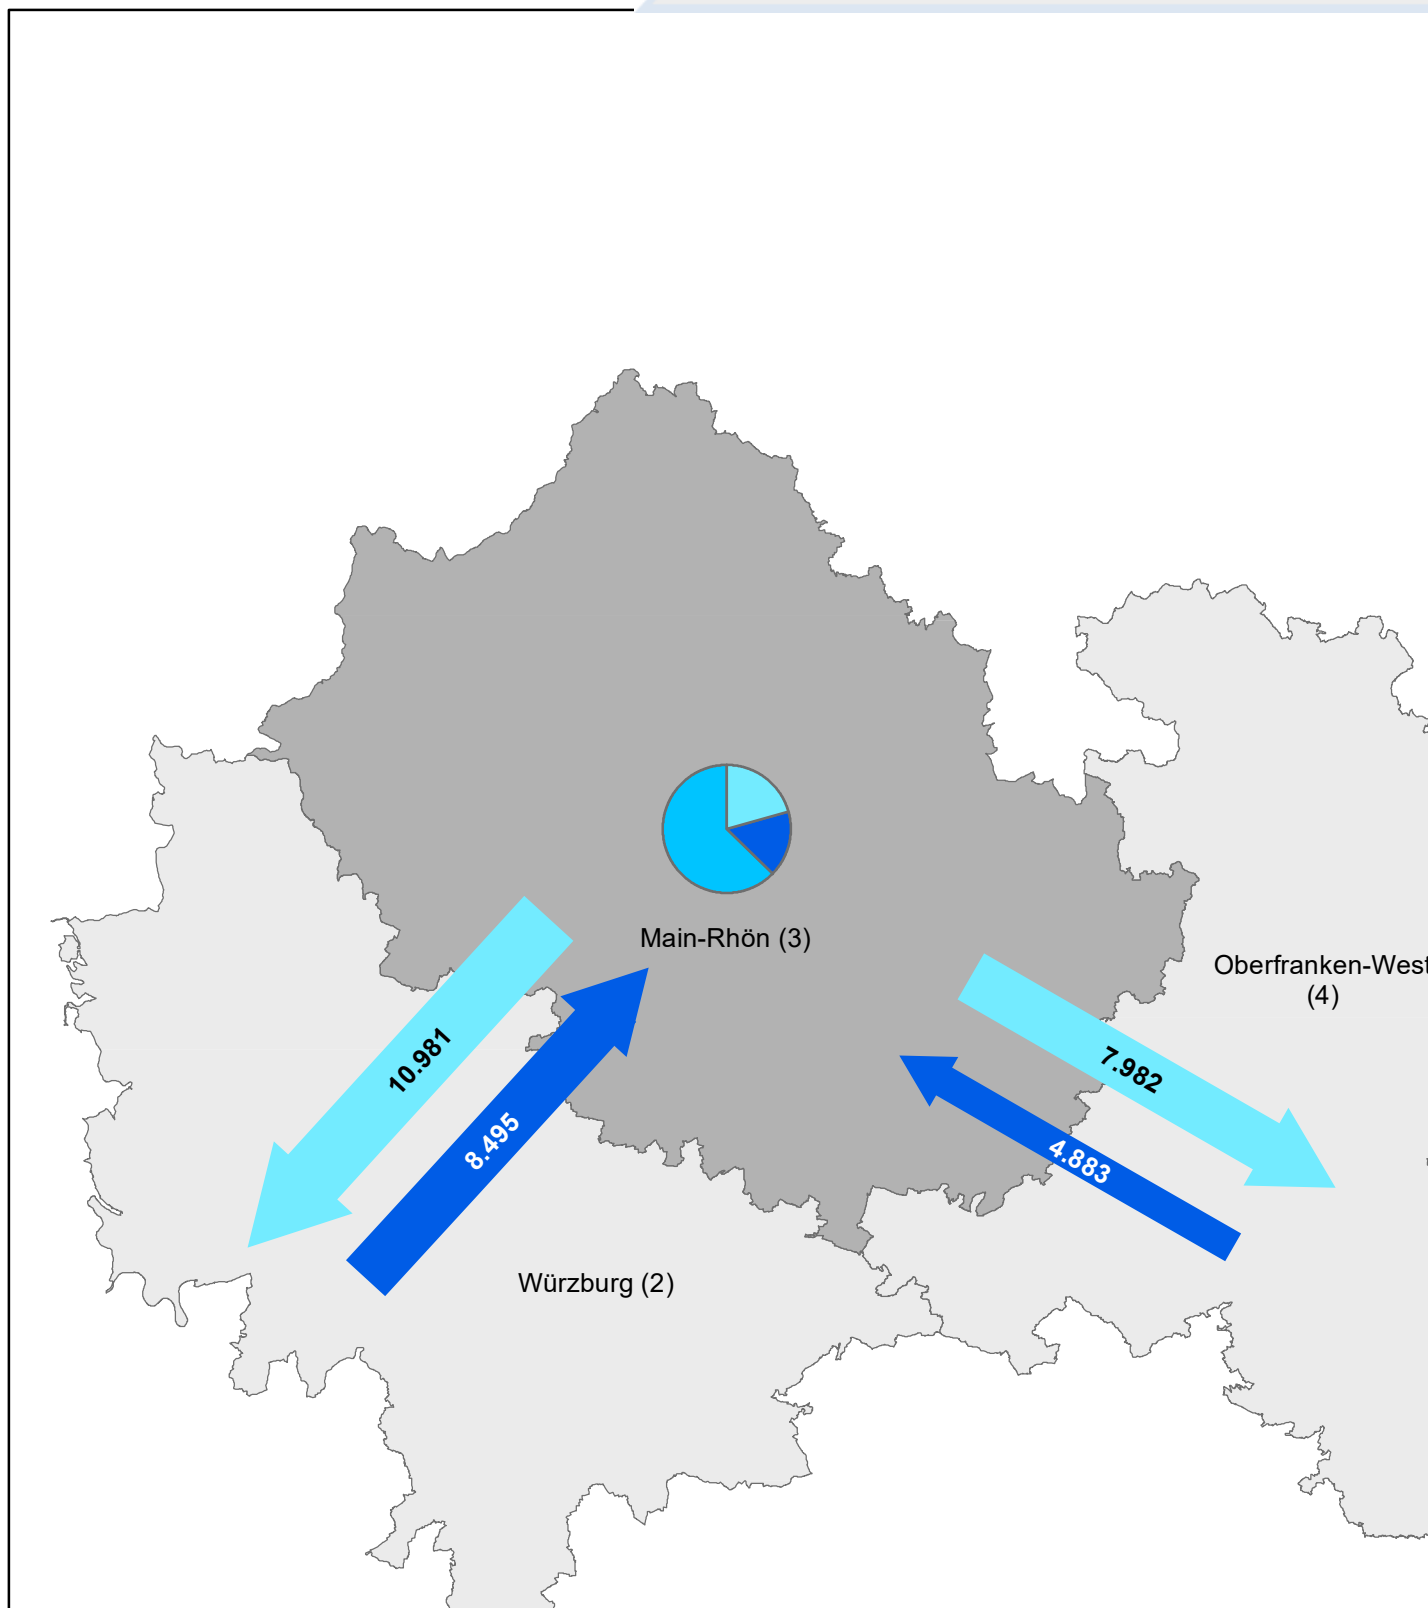 Main-Rhön (3)
Oberfranken-West
(4)
10.981
7.982
8.495
4.883
Würzburg (2)